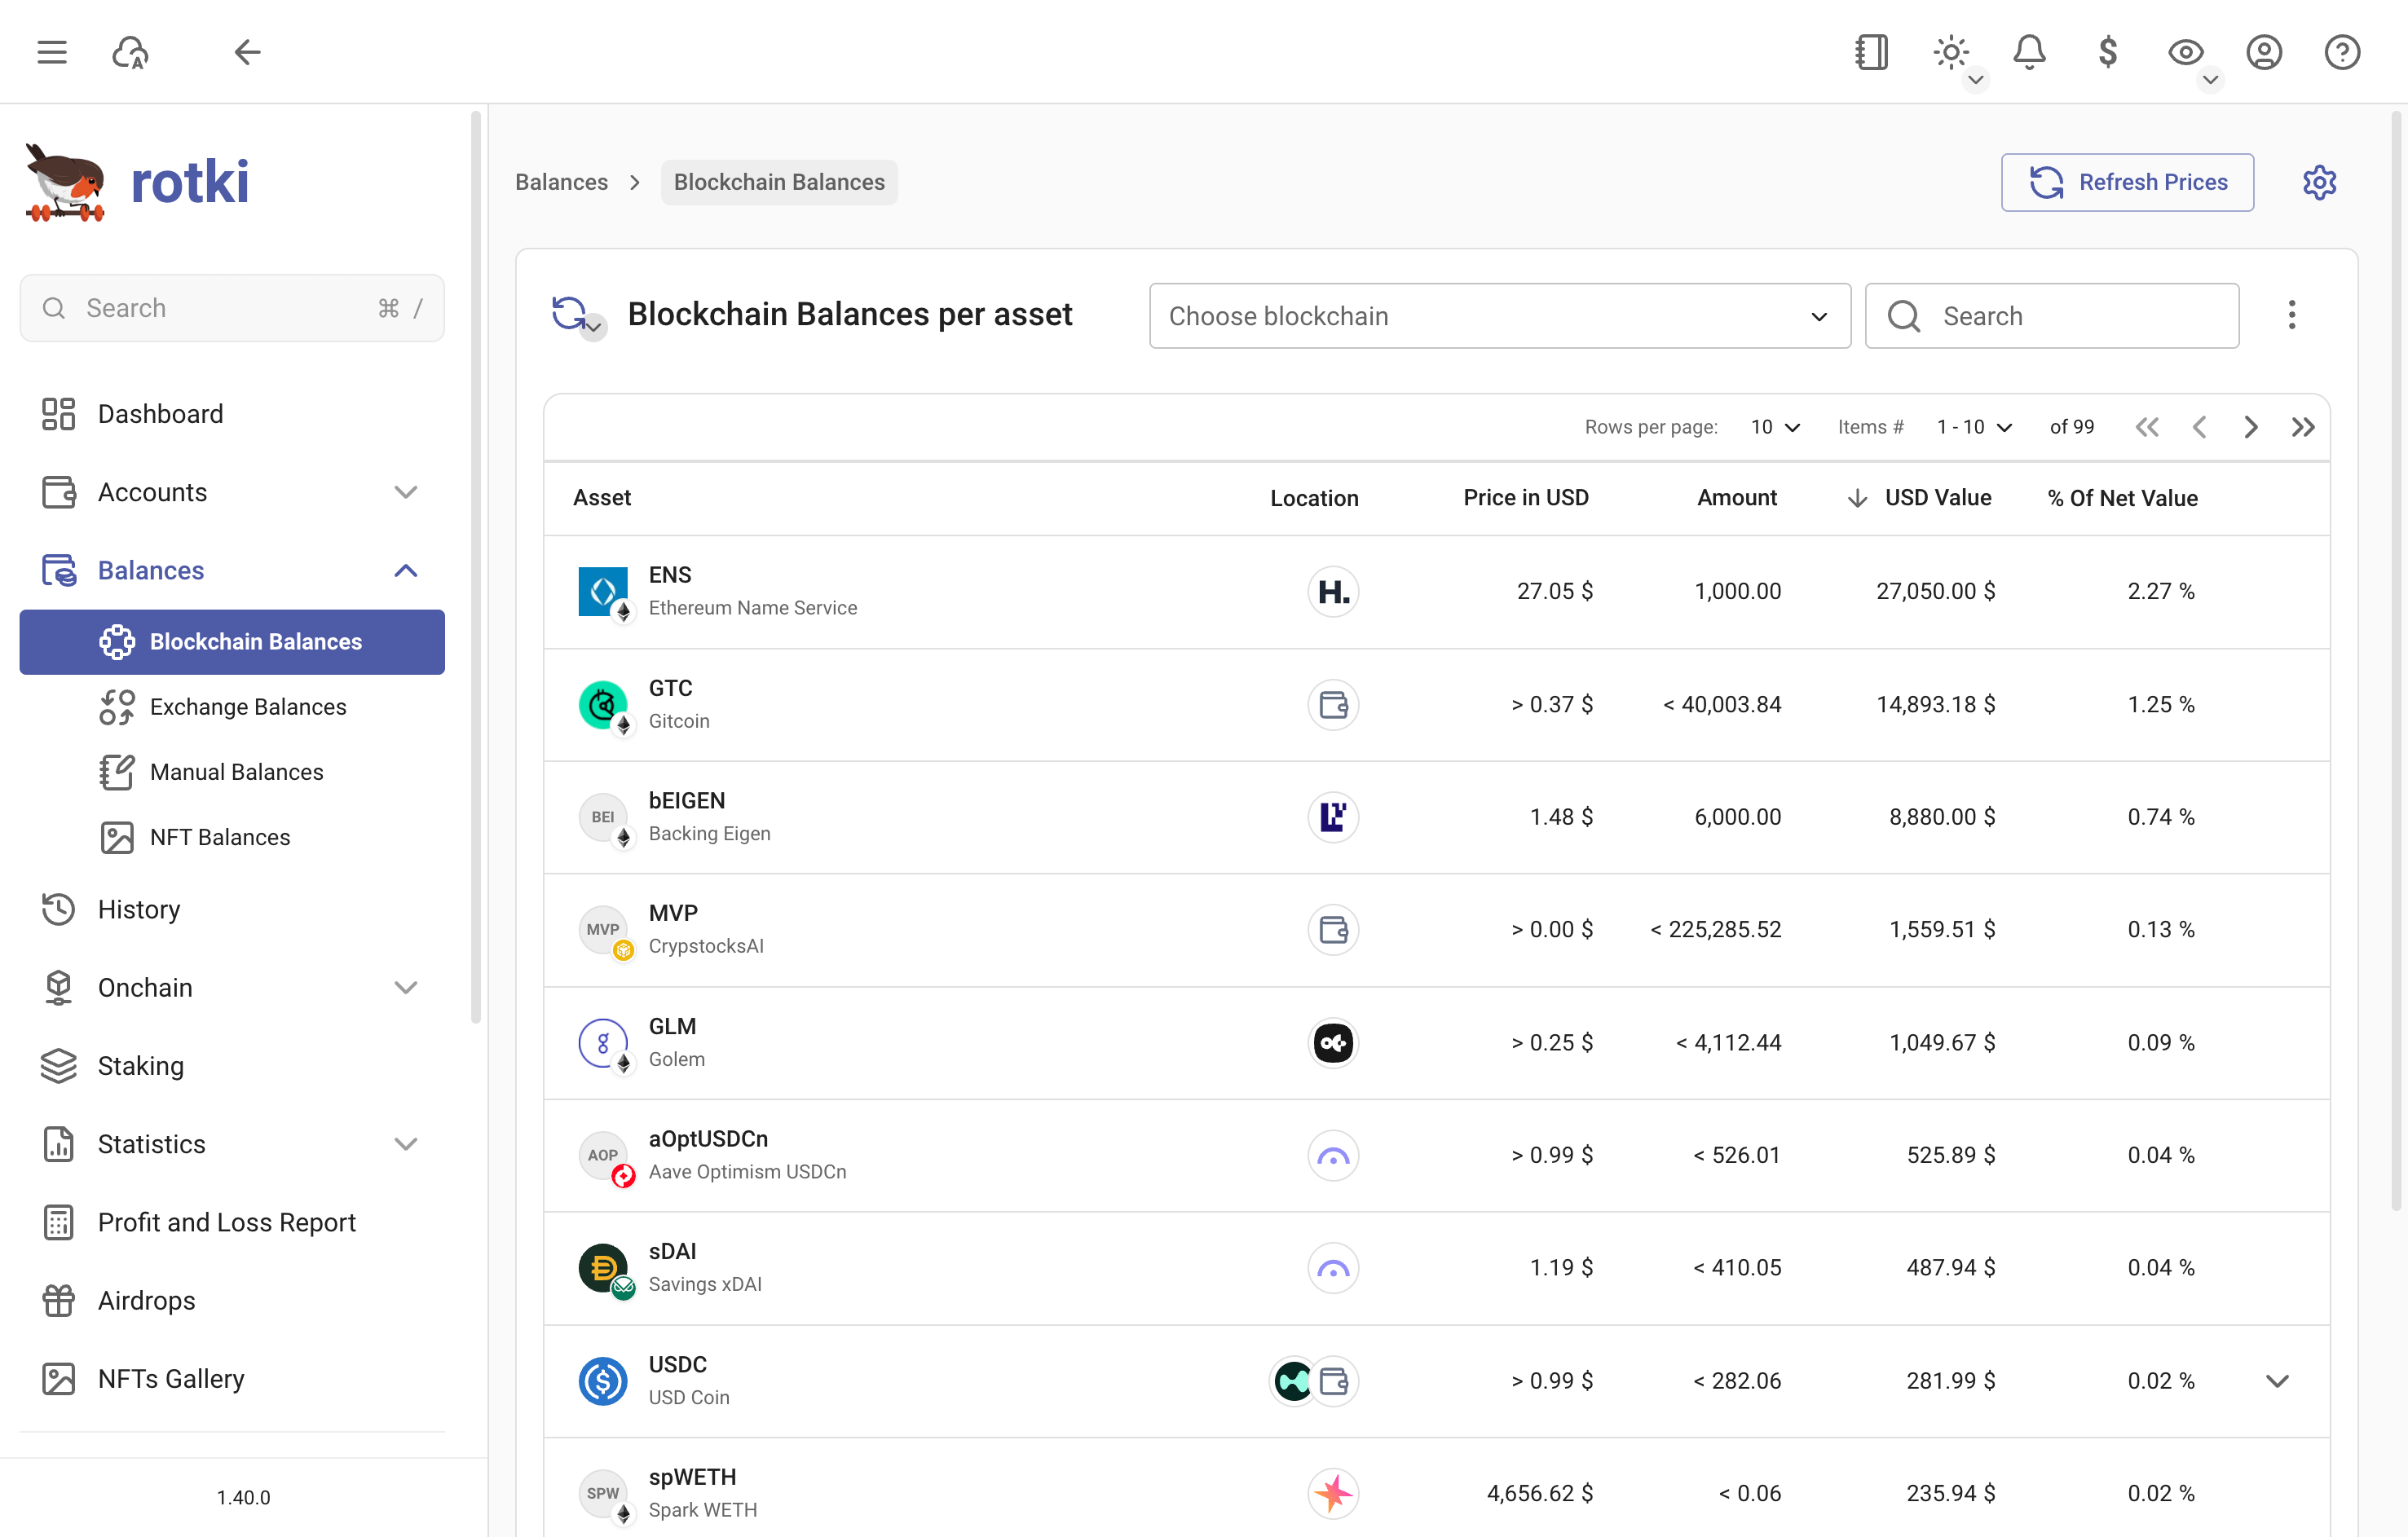 rotki
Search ⌘ /
Dashboard
Accounts
Balances
Blockchain Balances
Exchange Balances
Manual Balances
NFT Balances
History
Onchain
Staking
Statistics
Profit and Loss Report
Airdrops
NFTs Gallery
1.40.0
Balances > Blockchain Balances
Refresh Prices
Blockchain Balances per asset
Choose blockchain
Search
Rows per page: 10 Items # 1 - 10 of 99
Asset Location Price in USD Amount USD Value % Of Net Value
ENS
Ethereum Name Service
H. 27.05 $ 1,000.00 27,050.00 $ 2.27 %
GTC
Gitcoin
> 0.37 $ < 40,003.84 14,893.18 $ 1.25 %
BEI
bEIGEN
Backing Eigen
1.48 $ 6,000.00 8,880.00 $ 0.74 %
MVP
MVP
CrypstocksAI
> 0.00 $ < 225,285.52 1,559.51 $ 0.13 %
GLM
Golem
> 0.25 $ < 4,112.44 1,049.67 $ 0.09 %
AOP
aOptUSDCn
Aave Optimism USDCn
> 0.99 $ < 526.01 525.89 $ 0.04 %
sDAI
Savings xDAI
1.19 $ < 410.05 487.94 $ 0.04 %
USDC
USD Coin
> 0.99 $ < 282.06 281.99 $ 0.02 %
SPW
spWETH
Spark WETH
4,656.62 $ < 0.06 235.94 $ 0.02 %